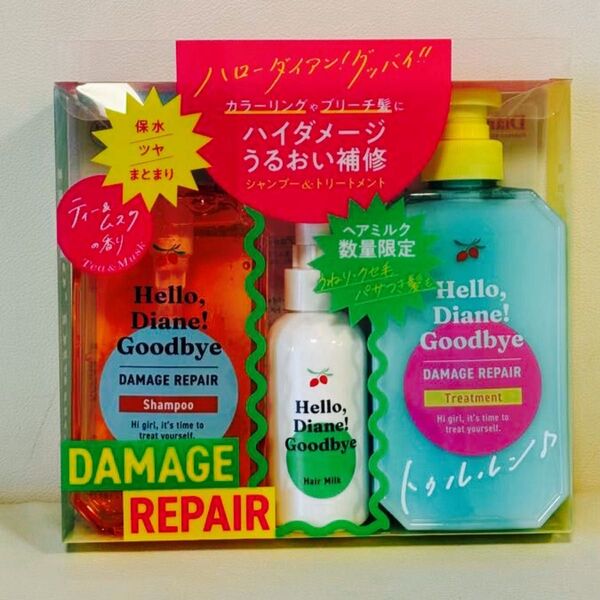 ハローダイアン!グッバイ!!
カラーリングやブリーチ髪に
ハイダメージ
うるおい補修
シャンプー&トリートメント
保水
ツヤ
まとまり
ティー&
ムスク
の香り
Tea & Musk
ヘアミルク
数量限定
うねり・クセ毛
パサつき髪を
Hello,
Diane!
Goodbye
DAMAGE REPAIR
Shampoo
Hi girl, it's time to
treat yourself.
Hello,
Diane!
Goodbye
Hair Milk
Hello,
Diane!
Goodbye
DAMAGE REPAIR
Treatment
Hi girl, it's time to
treat yourself.
トゥルルン♪
DAMAGE
REPAIR